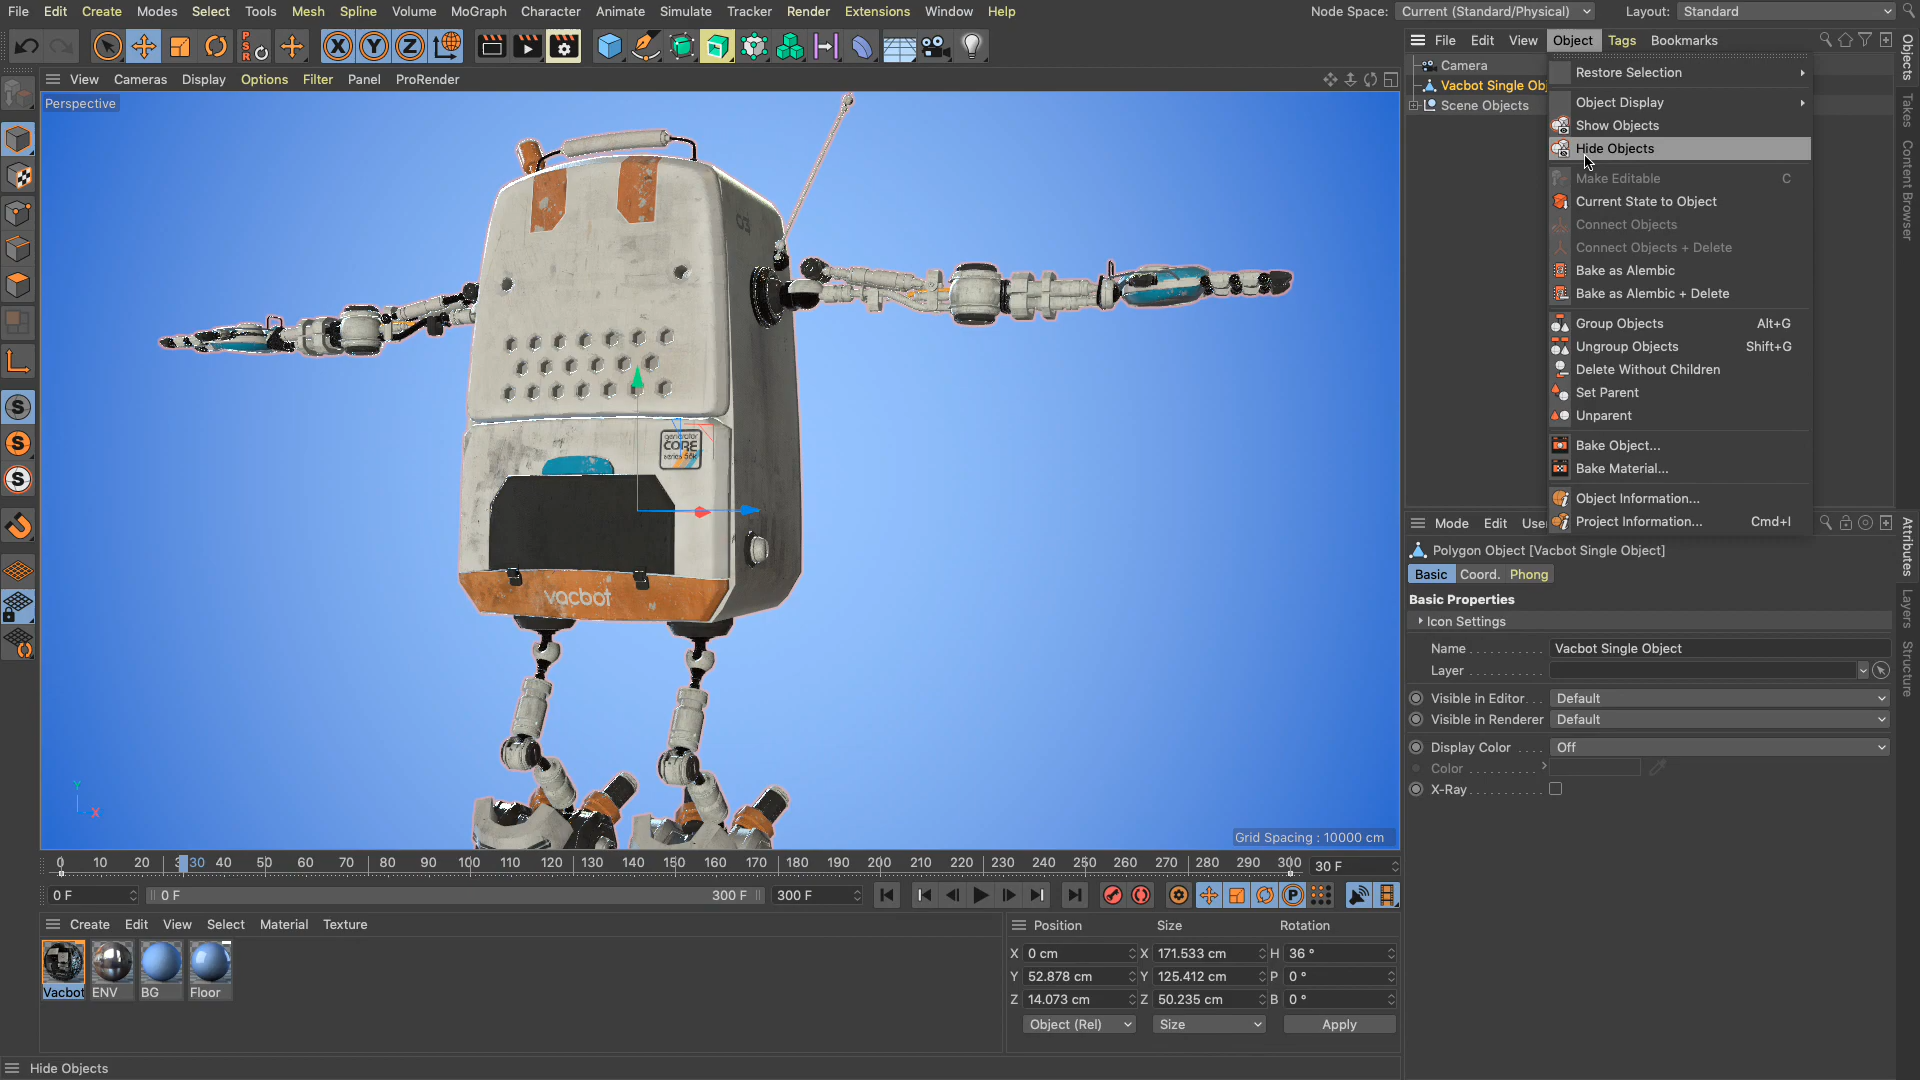 File Edit Create Modes Select Tools Mesh Spline Volume MoGraph Character Animate Simulate Tracker Render Extensions Window Help Node Space: Current (Standard/Physical) Layout: Standard
PSR X Y Z
File Edit View Object Tags Bookmarks
View Cameras Display Options Filter Panel ProRender
Perspective
Camera
Vacbot Single Obj
Scene Objects
Restore Selection
Object Display
Show Objects
Hide Objects
Make Editable C
Current State to Object
Connect Objects
Connect Objects + Delete
Bake as Alembic
Bake as Alembic + Delete
Group Objects Alt+G
Ungroup Objects Shift+G
Delete Without Children
Set Parent
Unparent
Bake Object...
Bake Material...
Object Information...
Project Information... Cmd+I
Objects
Takes
Content Browser
generator
CORE
series 56k
vacbot
S
S
S
Y
X
Grid Spacing : 10000 cm
Mode Edit Use
Polygon Object [Vacbot Single Object]
Basic Coord. Phong
Basic Properties
Icon Settings
Name Vacbot Single Object
Layer
Visible in Editor Default
Visible in Renderer Default
Display Color Off
Color
X-Ray
Attributes
Layers
Structure
0 10 20 30 40 50 60 70 80 90 100 110 120 130 140 150 160 170 180 190 200 210 220 230 240 250 260 270 280 290 300 30 F
0 F 0 F 300 F 300 F
P
Create Edit View Select Material Texture
Vacbot ENV BG Floor
Position Size Rotation
X 0 cm X 171.533 cm H 36 °
Y 52.878 cm Y 125.412 cm P 0 °
Z 14.073 cm Z 50.235 cm B 0 °
Object (Rel) Size Apply
Hide Objects